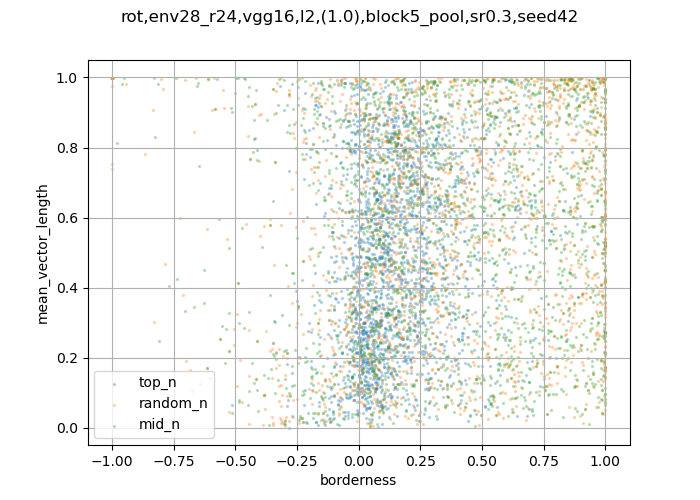 rot,env28_r24,vgg16,l2,(1.0),block5_pool,sr0.3,seed42
1.0
0.8
0.6
0.4
0.2
0.0
mean_vector_length
top_n
random_n
mid_n
−1.00 −0.75 −0.50 −0.25 0.00 0.25 0.50 0.75 1.00
borderness